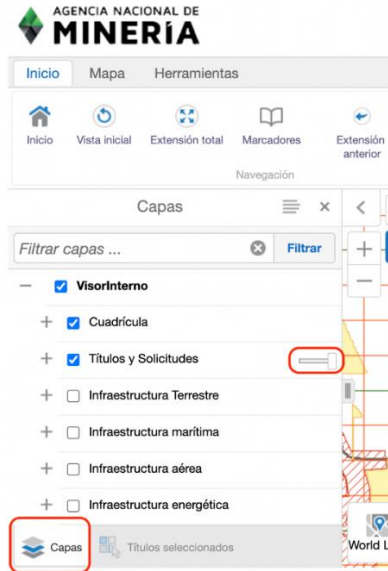 AGENCIA NACIONAL DE
MINERÍA
Inicio Mapa Herramientas
Inicio Vista inicial Extensión total Marcadores Extensión anterior
Navegación
Capas
Filtrar capas ... Filtrar
VisorInterno
Cuadrícula
Títulos y Solicitudes
Infraestructura Terrestre
Infraestructura marítima
Infraestructura aérea
Infraestructura energética
Capas Títulos seleccionados
World L